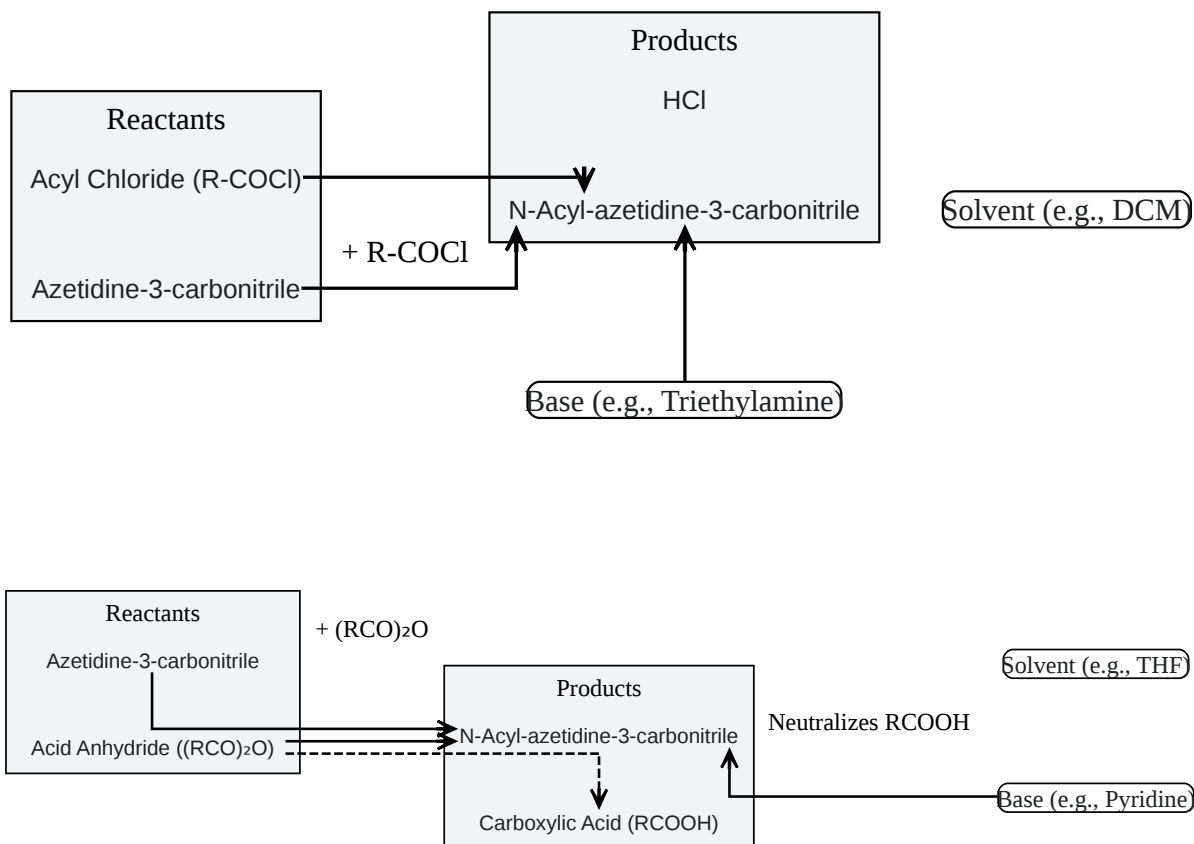 Products
HCl
Reactants
Acyl Chloride (R-COCl)
N-Acyl-azetidine-3-carbonitrile
Solvent (e.g., DCM)
+ R-COCl
Azetidine-3-carbonitrile
Base (e.g., Triethylamine)
Reactants
+ (RCO)₂O
Azetidine-3-carbonitrile
Solvent (e.g., THF)
Products
Neutralizes RCOOH
N-Acyl-azetidine-3-carbonitrile
Acid Anhydride ((RCO)₂O)
Base (e.g., Pyridine)
Carboxylic Acid (RCOOH)